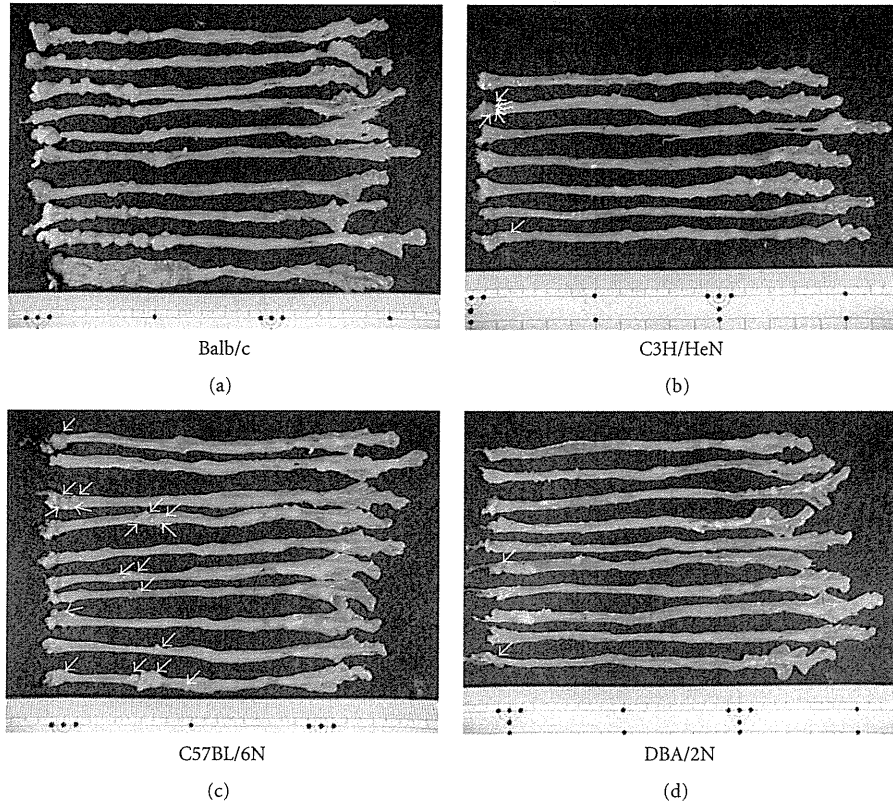 Balb/c
(a)
C3H/HeN
(b)
C57BL/6N
(c)
DBA/2N
(d)